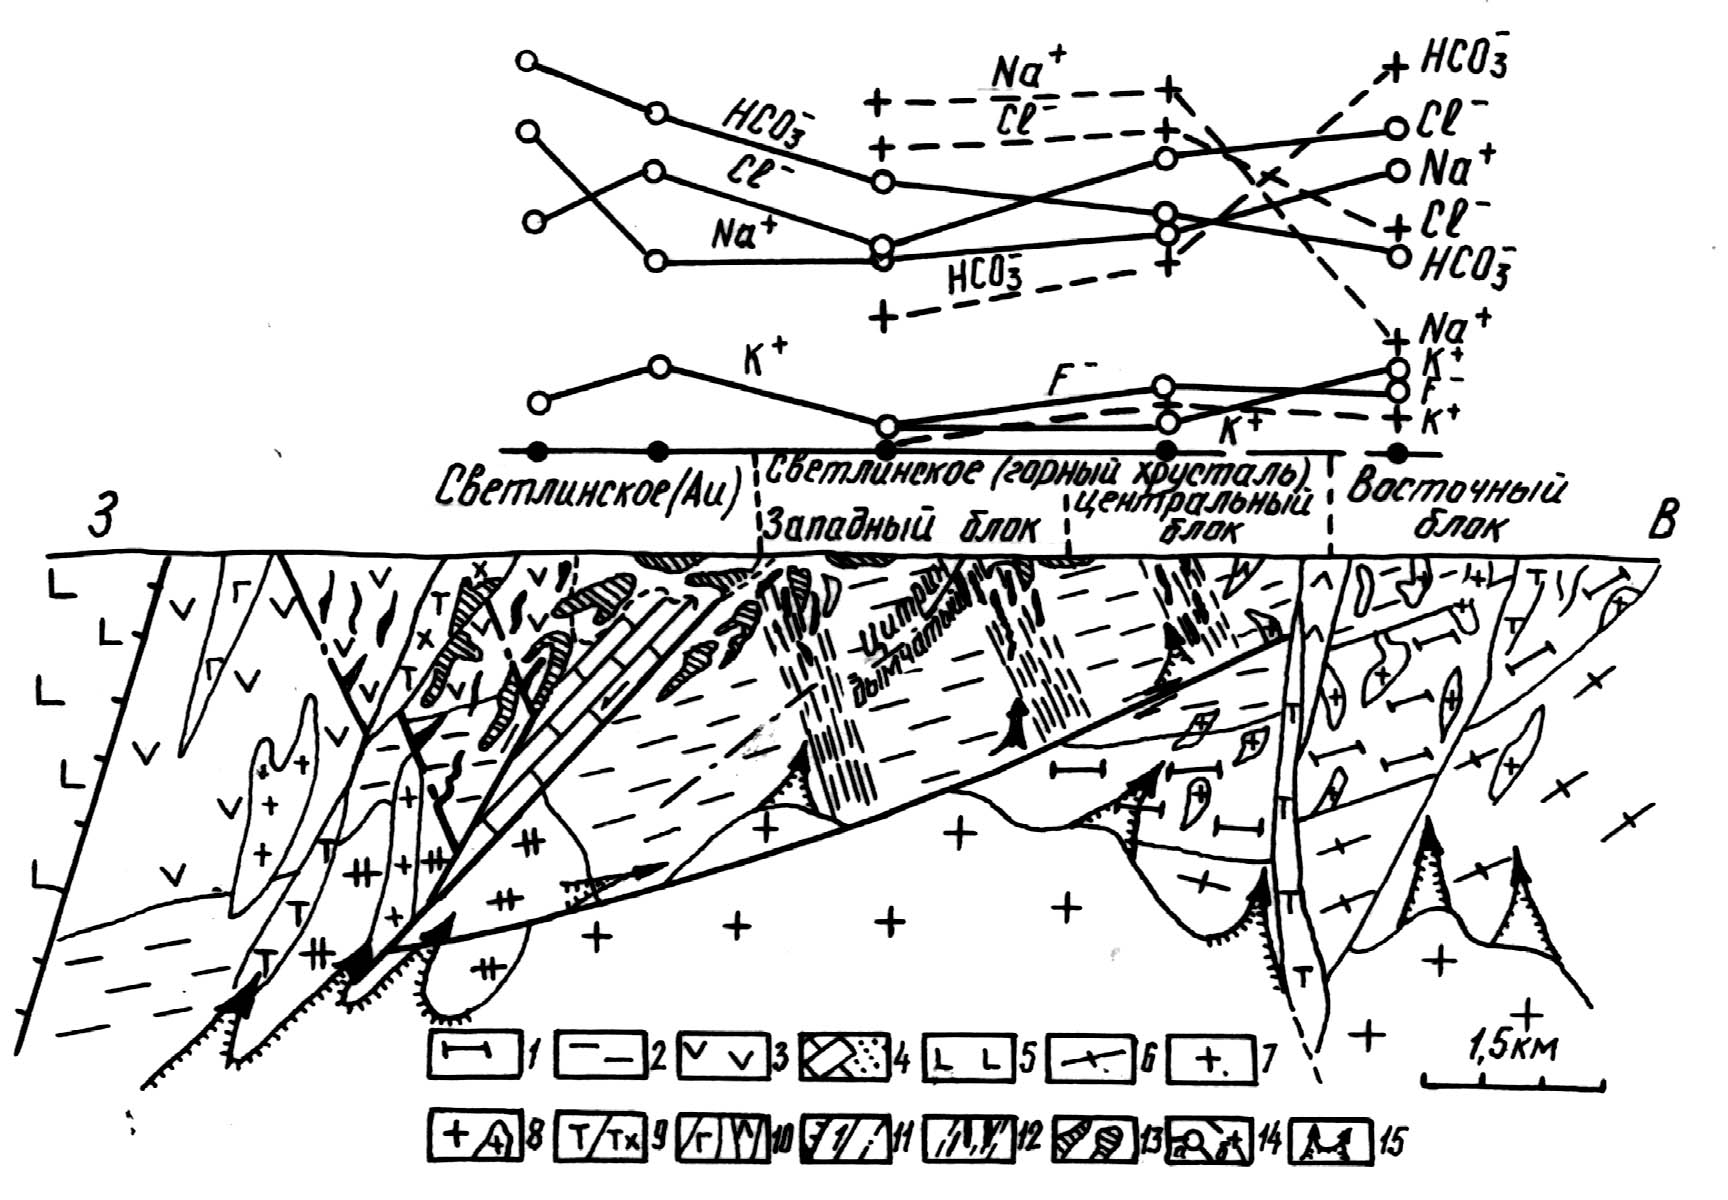 Na⁺
HCO₃⁻
Cl⁻
HCO₃⁻
Cl⁻
Cl⁻
Na⁺
Na⁺
Cl⁻
HCO₃⁻
HCO₃⁻
Na⁺
K⁺
F⁻
K⁺
F⁻
K⁺
K⁺
Светлинское (Au)
Светлинское (горный хрусталь)
Западный блок
центральный
блок
Восточный
блок
З
В
Цитрин
дымчатый
1 2 3 4 5 6 7
1,5км
8 9 10 11 12 13 14 15